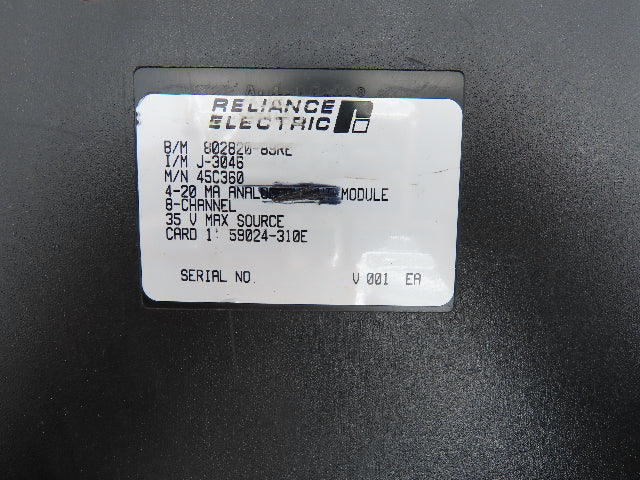 RELIANCE
ELECTRIC
B/M 802820-83RE
I/M J-3046
M/N 45C360
4-20 MA MODULE
8-CHANNEL
35 V MAX SOURCE
CARD 1: 59024-310E
SERIAL NO. V 001 EA